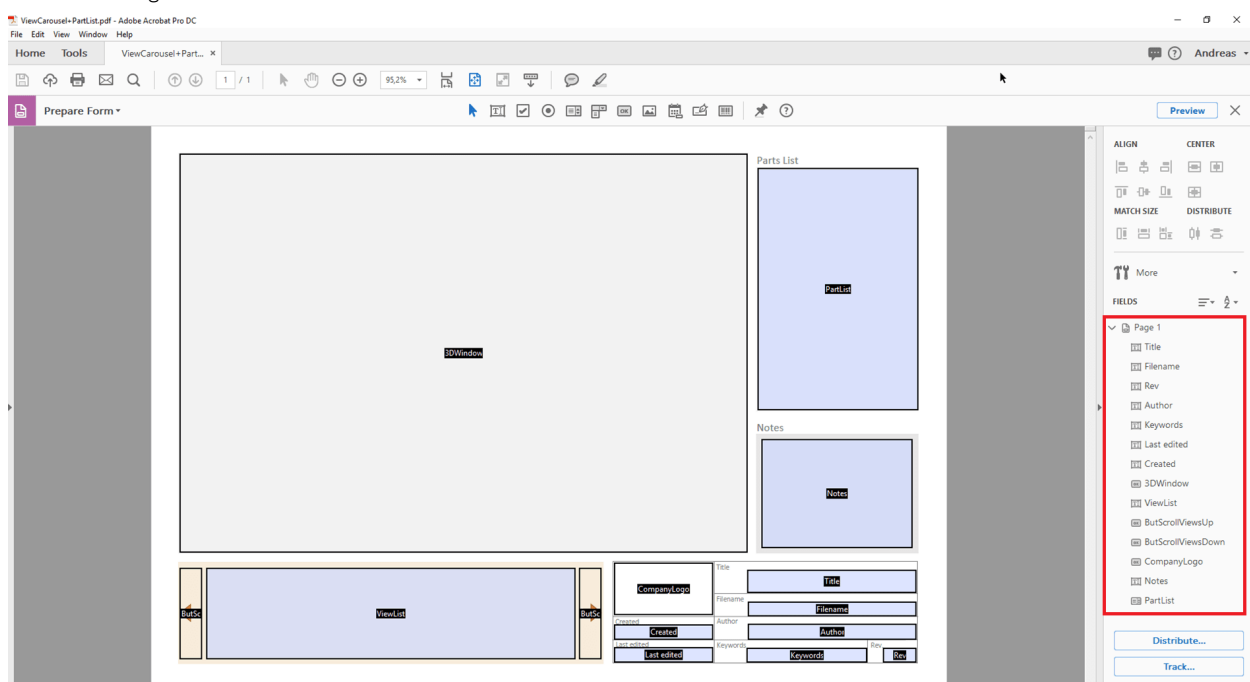 ViewCarousel+PartList.pdf - Adobe Acrobat Pro DC
File Edit View Window Help
Home Tools ViewCarousel+Part... × Andreas
1 / 1 95,2%
Prepare Form Preview
ALIGN CENTER
MATCH SIZE DISTRIBUTE
More
FIELDS
Page 1
Title
Filename
Rev
Author
Keywords
Last edited
Created
3DWindow
ViewList
ButScrollViewsUp
ButScrollViewsDown
CompanyLogo
Notes
PartList
Distribute...
Track...
Parts List
PartList
3DWindow
Notes
Notes
ButSc
ViewList
ButSc
CompanyLogo
Title
Title
Filename
Filename
Created
Created
Author
Author
Last edited
Last edited
Keywords
Keywords
Rev
Rev